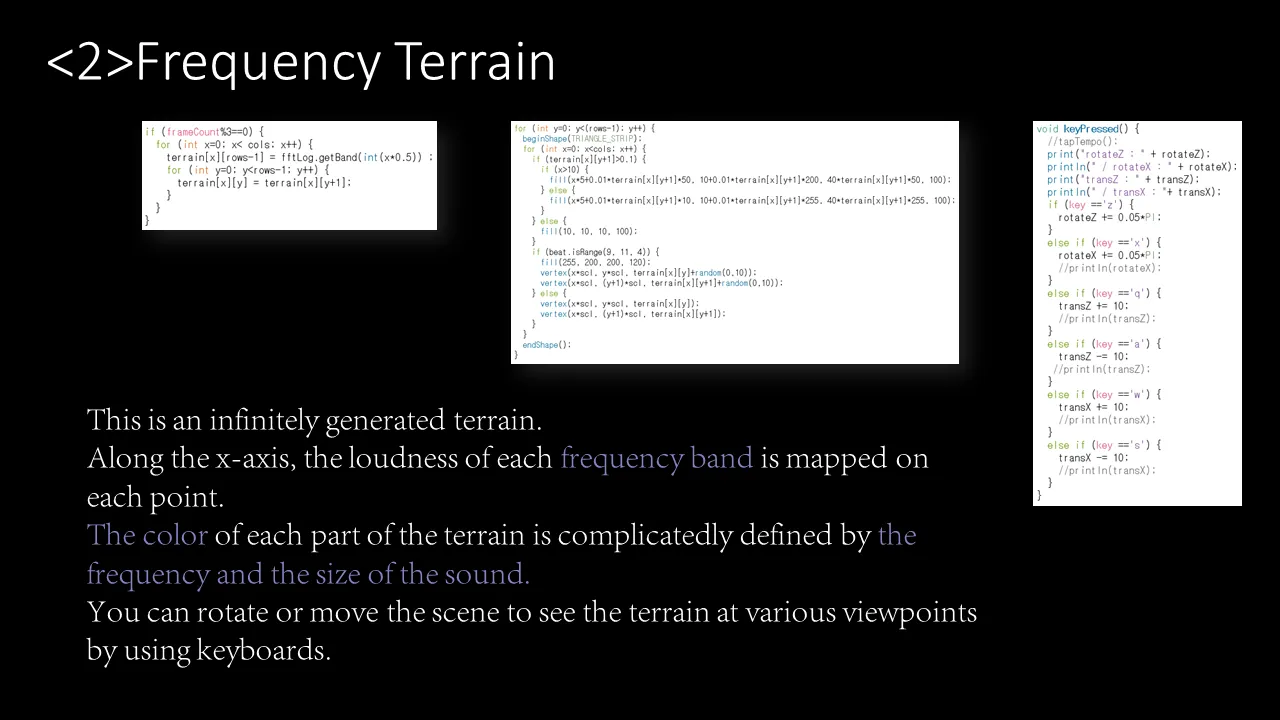 <2>Frequency Terrain
if (frameCount%3==0) {
for (int x=0; x< cols; x++) {
terrain[x][rows-1] = fftLog.getBand(int(x*0.5)) ;
for (int y=0; y<rows-1; y++) {
terrain[x][y] = terrain[x][y+1];
}
}
}
for (int y=0; y<(rows-1); y++) {
beginShape(TRIANGLE_STRIP);
for (int x=0; x<cols; x++) {
if (terrain[x][y+1]>0.1) {
if (x>10) {
fill(x*5+0.01*terrain[x][y+1]*50, 10+0.01*terrain[x][y+1]*200, 40*terrain[x][y+1]*50, 100);
} else {
fill(x*5+0.01*terrain[x][y+1]*10, 10+0.01*terrain[x][y+1]*255, 40*terrain[x][y+1]*255, 100);
}
} else {
fill(10, 10, 10, 100);
}
if (beat.isRange(9, 11, 4)) {
fill(255, 200, 200, 120);
vertex(x*scl, y*scl, terrain[x][y]+random(0,10));
vertex(x*scl, (y+1)*scl, terrain[x][y+1]+random(0,10));
} else {
vertex(x*scl, y*scl, terrain[x][y]);
vertex(x*scl, (y+1)*scl, terrain[x][y+1]);
}
}
endShape();
}
void keyPressed() {
//tapTempo();
print("rotateZ : " + rotateZ);
println(" / rotateX : " + rotateX);
print("transZ : " + transZ);
println(" / transX : "+ transX);
if (key =='z') {
rotateZ += 0.05*PI;
}
else if (key =='x') {
rotateX += 0.05*PI;
//println(rotateX);
}
else if (key =='q') {
transZ += 10;
//println(transZ);
}
else if (key =='a') {
transZ -= 10;
//println(transZ);
}
else if (key =='w') {
transX += 10;
//println(transX);
}
else if (key =='s') {
transX -= 10;
//println(transX);
}
}
This is an infinitely generated terrain.
Along the x-axis, the loudness of each frequency band is mapped on
each point.
The color of each part of the terrain is complicatedly defined by the
frequency and the size of the sound.
You can rotate or move the scene to see the terrain at various viewpoints
by using keyboards.